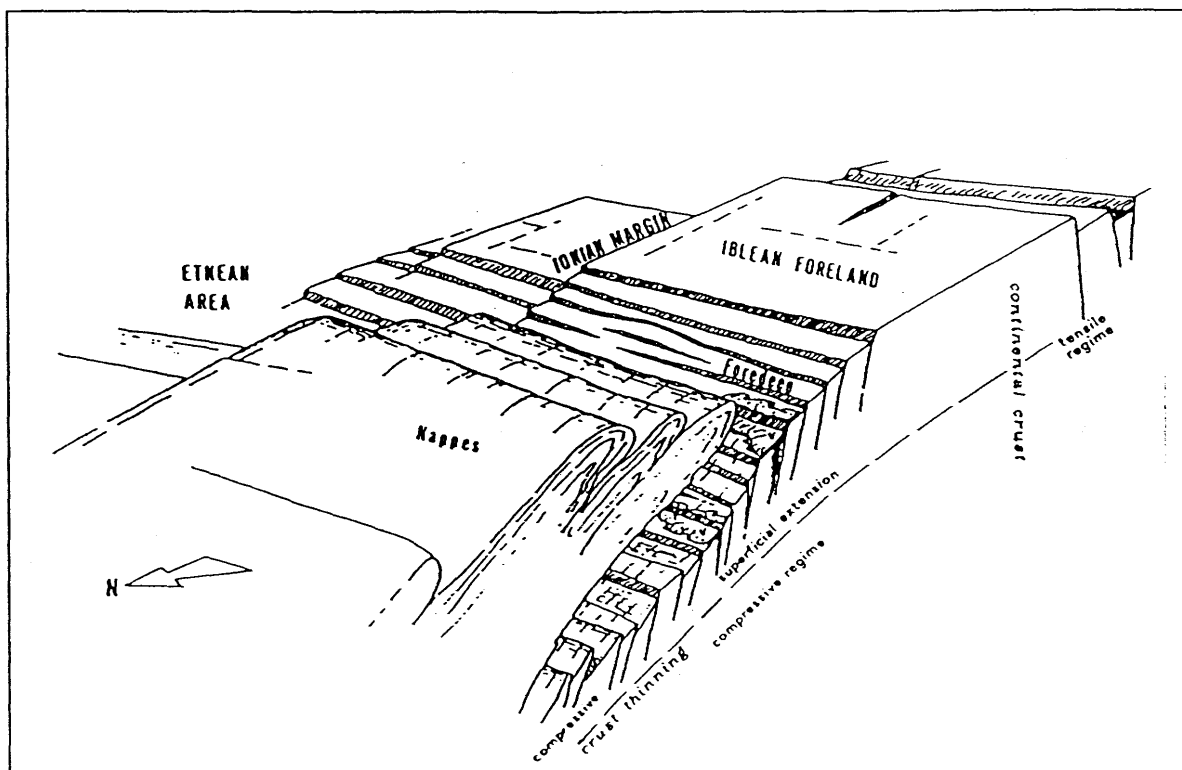 ETNEAN
AREA
IONIAN MARGIN
IBLEAN FORELAND
Foredeep
Nappes
N
continental crust
tensile
regime
superficial extension
compressive regime
compressive
crust thinning